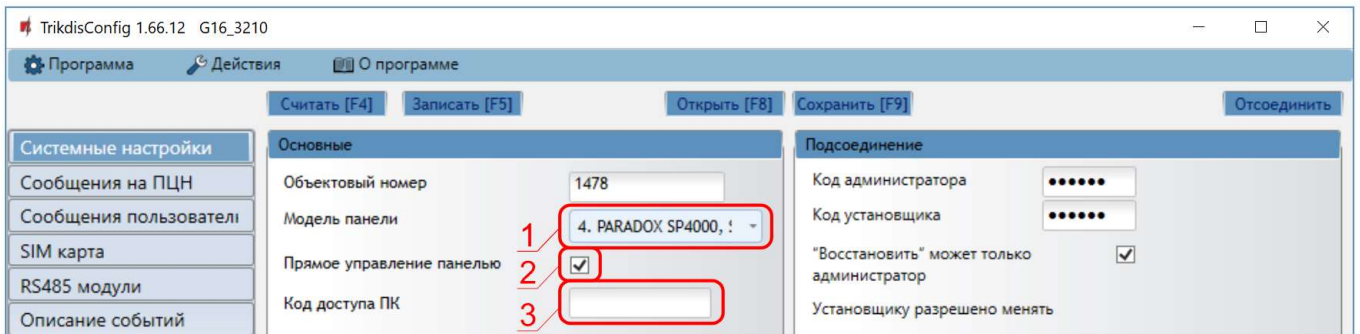 TrikdisConfig 1.66.12 G16_3210
Программа Действия О программе
Считать [F4] Записать [F5] Открыть [F8] Сохранить [F9] Отсоединить
Системные настройки
Сообщения на ПЦН
Сообщения пользователı
SIM карта
RS485 модули
Описание событий
Основные
Объектовый номер 1478
Модель панели 1 4. PARADOX SP4000, S
Прямое управление панелью 2
Код доступа ПК 3
Подсоединение
Код администратора ••••••
Код установщика ••••••
"Восстановить" может только
администратор
Установщику разрешено менять